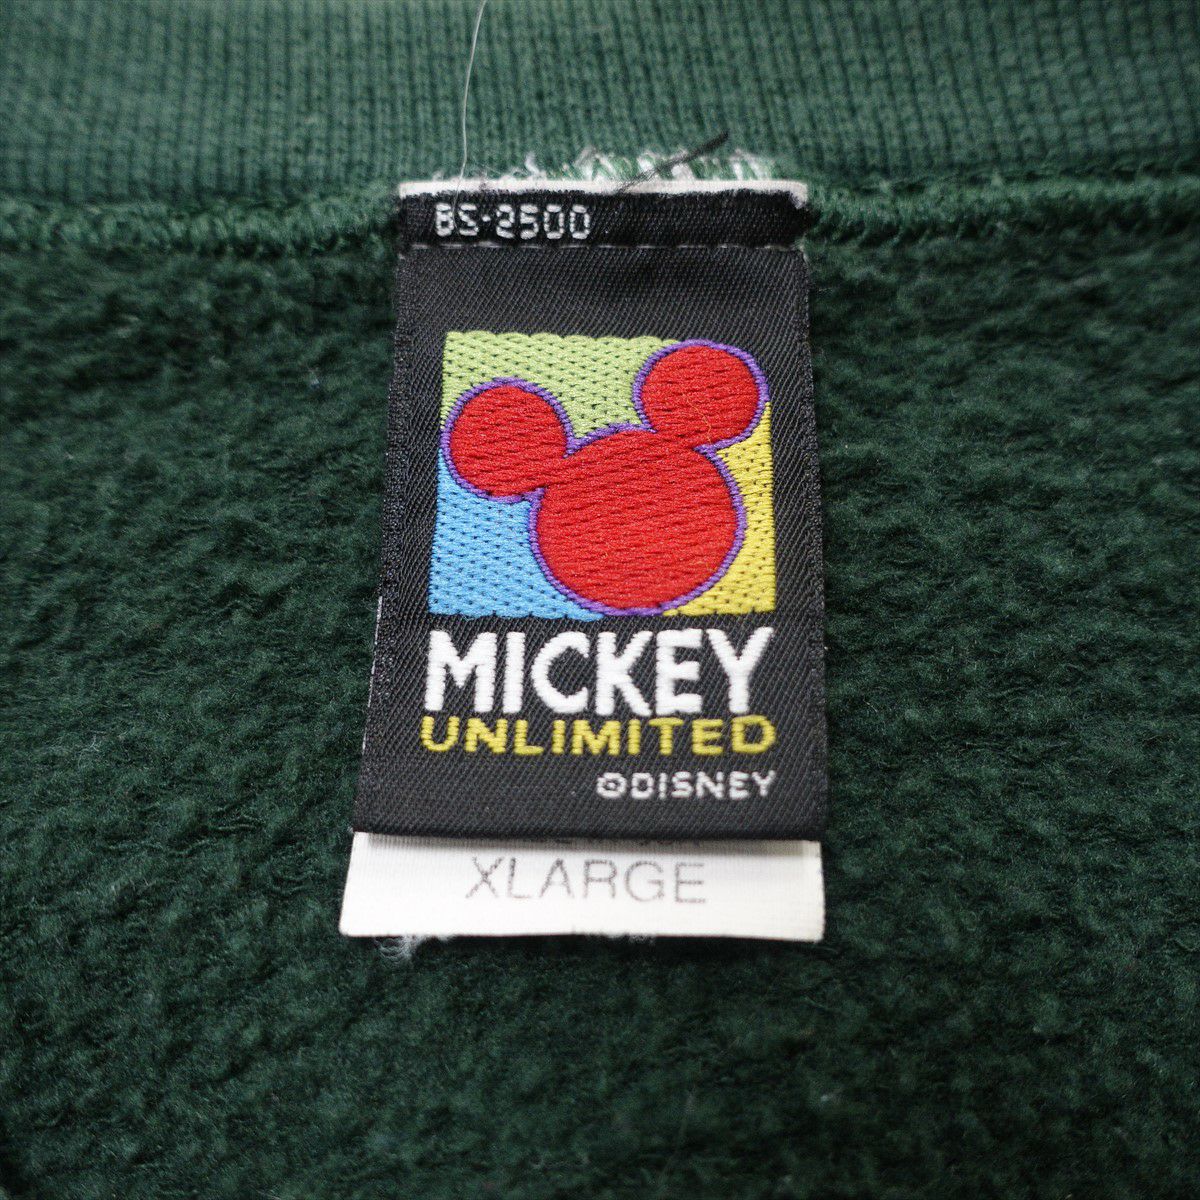 BS-2500
MICKEY
UNLIMITED
©DISNEY
XLARGE